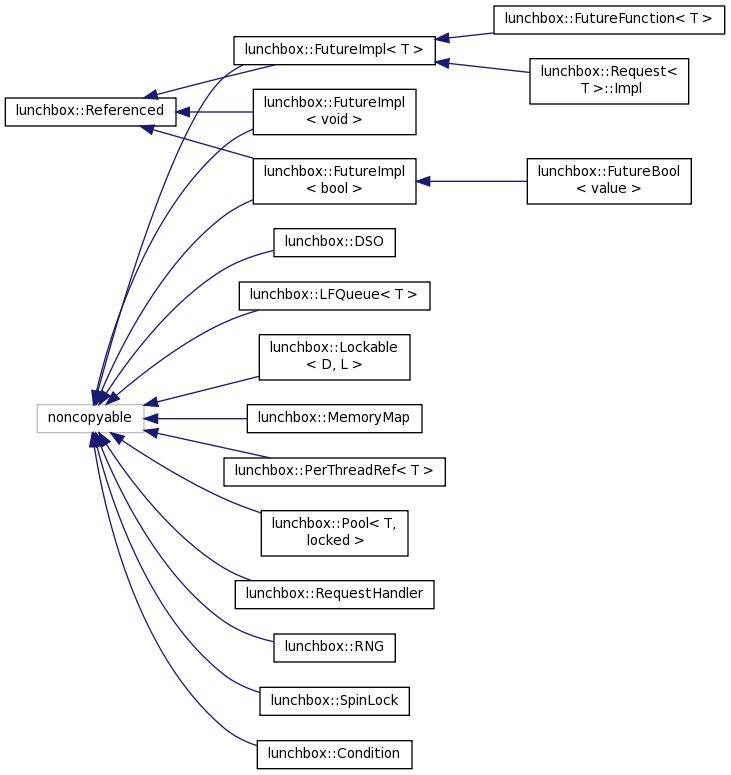 lunchbox::FutureFunction< T >
lunchbox::FutureImpl< T >
lunchbox::Request<
T >::Impl
lunchbox::Referenced
lunchbox::FutureImpl
< void >
lunchbox::FutureImpl
< bool >
lunchbox::FutureBool
< value >
lunchbox::DSO
lunchbox::LFQueue< T >
lunchbox::Lockable
< D, L >
noncopyable
lunchbox::MemoryMap
lunchbox::PerThreadRef< T >
lunchbox::Pool< T,
locked >
lunchbox::RequestHandler
lunchbox::RNG
lunchbox::SpinLock
lunchbox::Condition